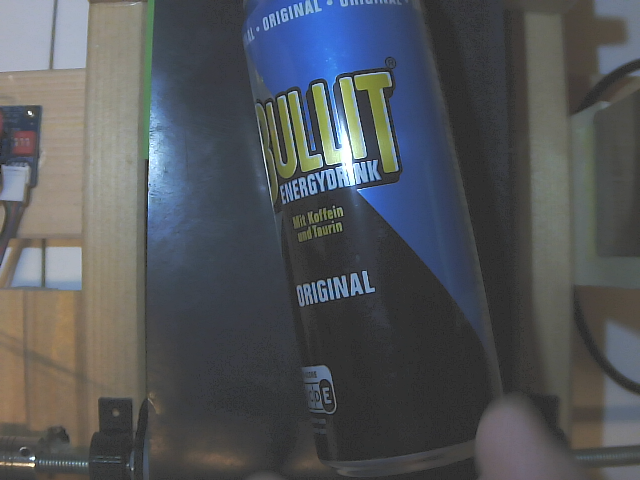 ORIGINAL • ORIGINAL
BULLIT
ENERGYDRINK
Mit Koffein
und Taurin
ORIGINAL
E